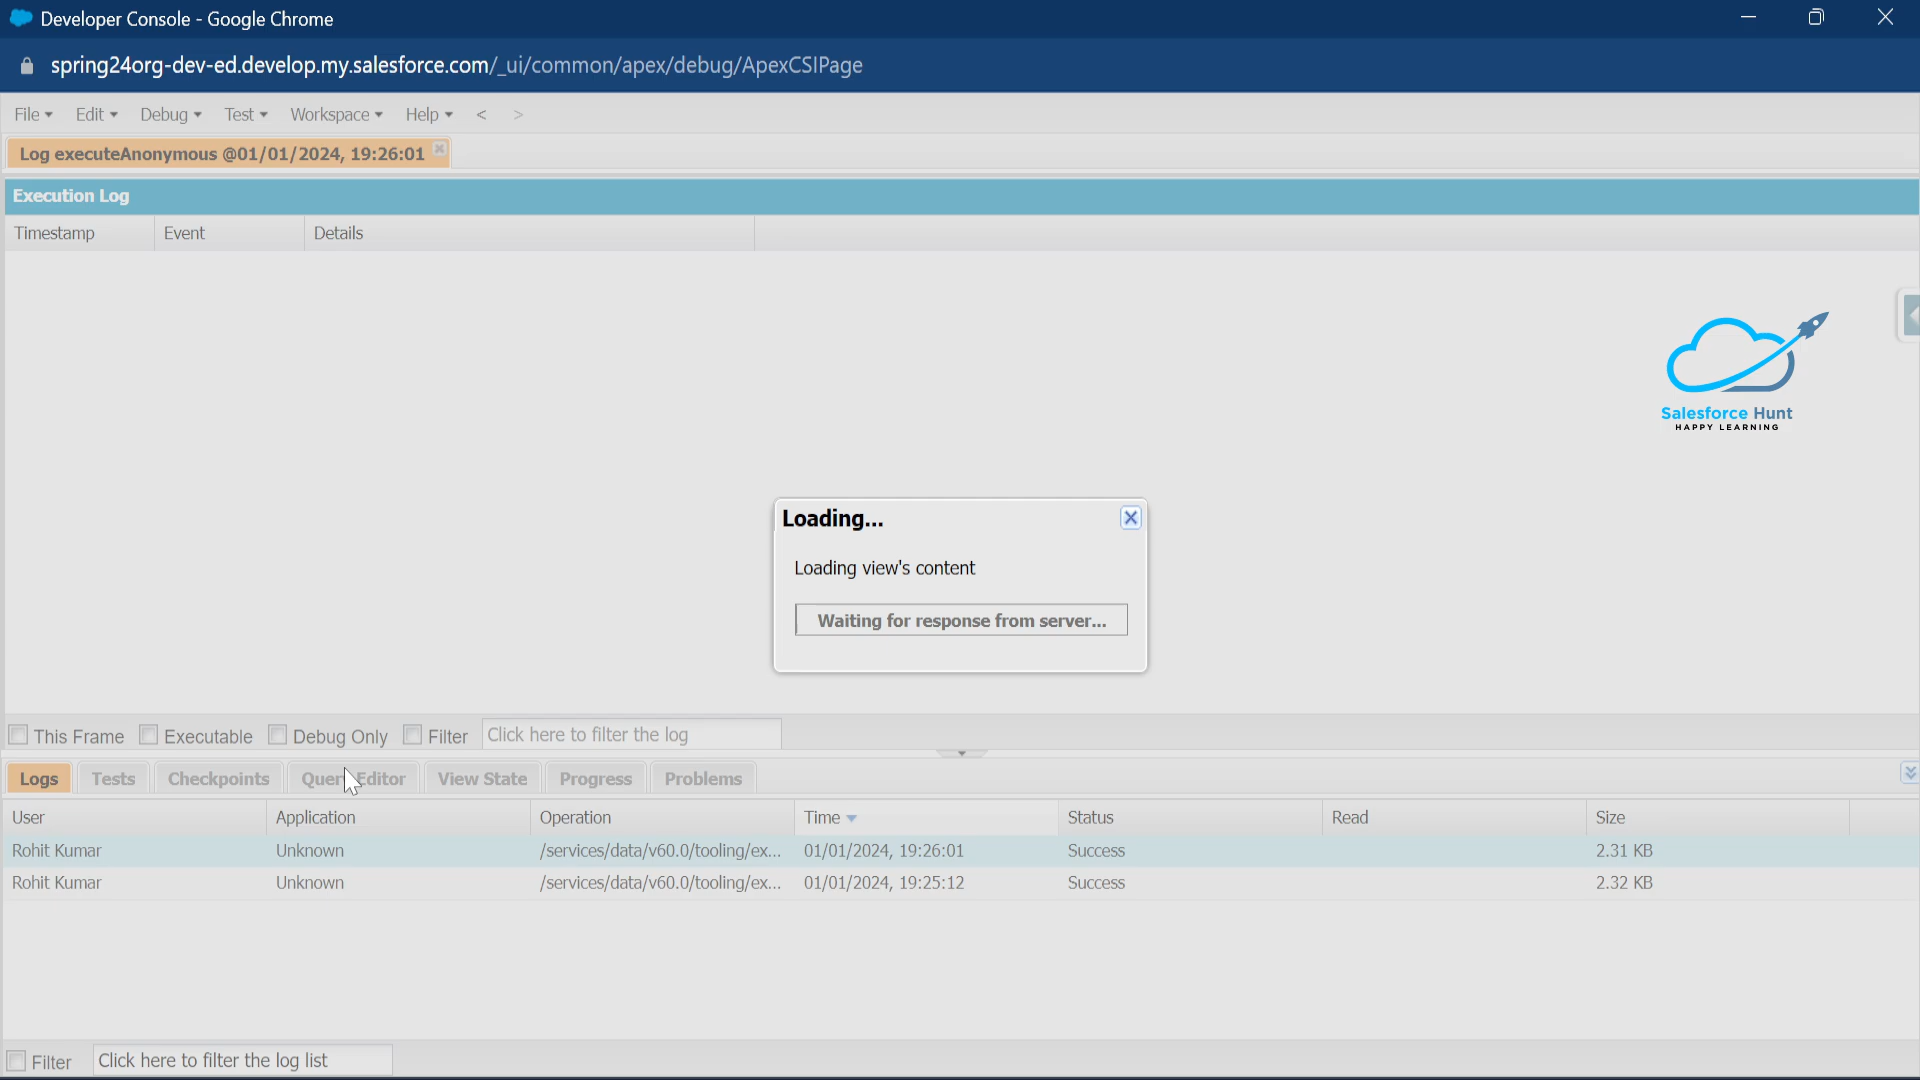 Developer Console - Google Chrome
spring24org-dev-ed.develop.my.salesforce.com/_ui/common/apex/debug/ApexCSIPage
File Edit Debug Test Workspace Help < >
Log executeAnonymous @01/01/2024, 19:26:01
Execution Log
Timestamp Event Details
Salesforce Hunt
HAPPY LEARNING
Loading...
Loading view's content
Waiting for response from server...
This Frame Executable Debug Only Filter Click here to filter the log
Logs Tests Checkpoints Query Editor View State Progress Problems
User Application Operation Time Status Read Size
Rohit Kumar Unknown /services/data/v60.0/tooling/ex... 01/01/2024, 19:26:01 Success 2.31 KB
Rohit Kumar Unknown /services/data/v60.0/tooling/ex... 01/01/2024, 19:25:12 Success 2.32 KB
Filter Click here to filter the log list